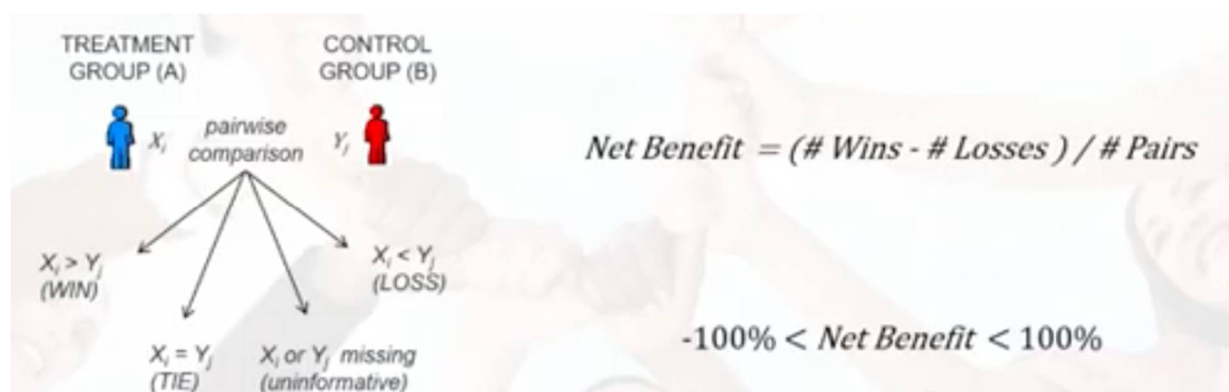 TREATMENT
GROUP (A)
CONTROL
GROUP (B)
Xi
pairwise
comparison
Yj
Net Benefit = (# Wins - # Losses ) / # Pairs
Xi > Yj
(WIN)
Xi < Yj
(LOSS)
Xi = Yj
(TIE)
Xi or Yj missing
(uninformative)
-100% < Net Benefit < 100%